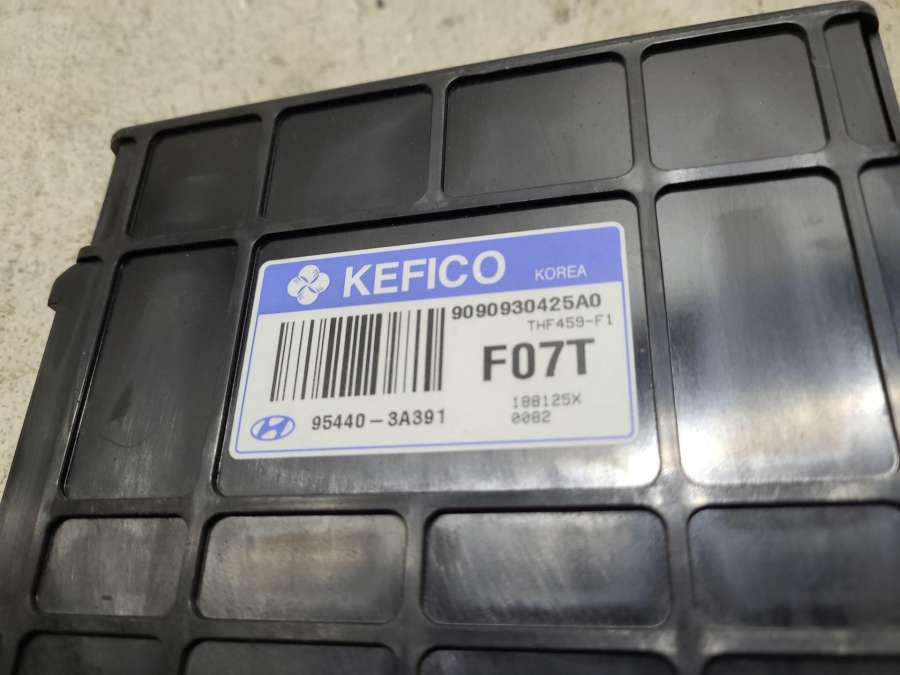 KEFICO KOREA
9090930425A0
THF459-F1
F07T
188125X
0082
95440-3A391